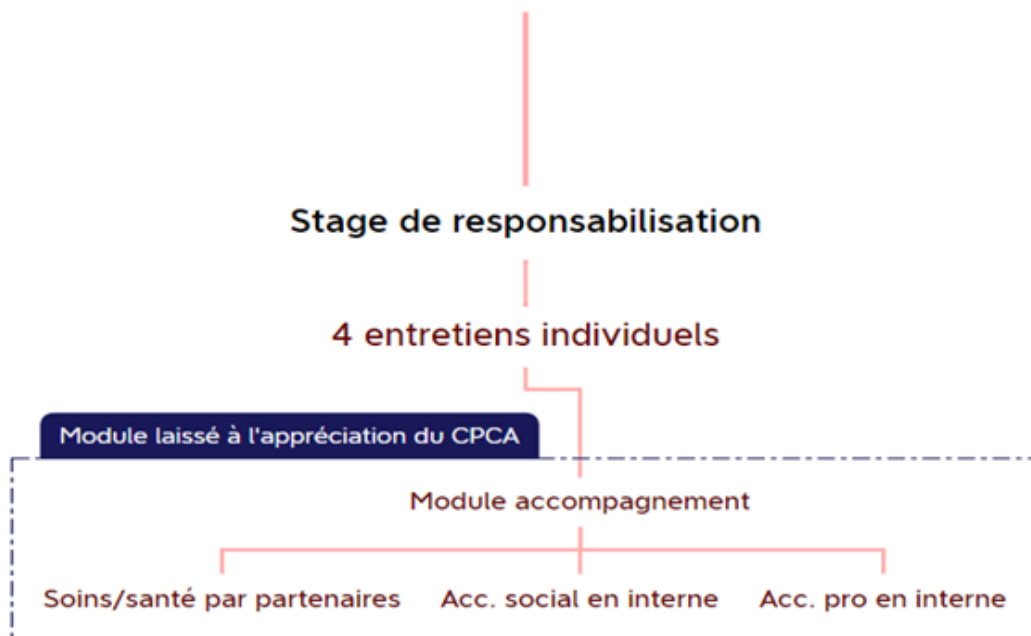 Stage de responsabilisation
4 entretiens individuels
Module laissé à l'appréciation du CPCA
Module accompagnement
Soins/santé par partenaires
Acc. social en interne
Acc. pro en interne